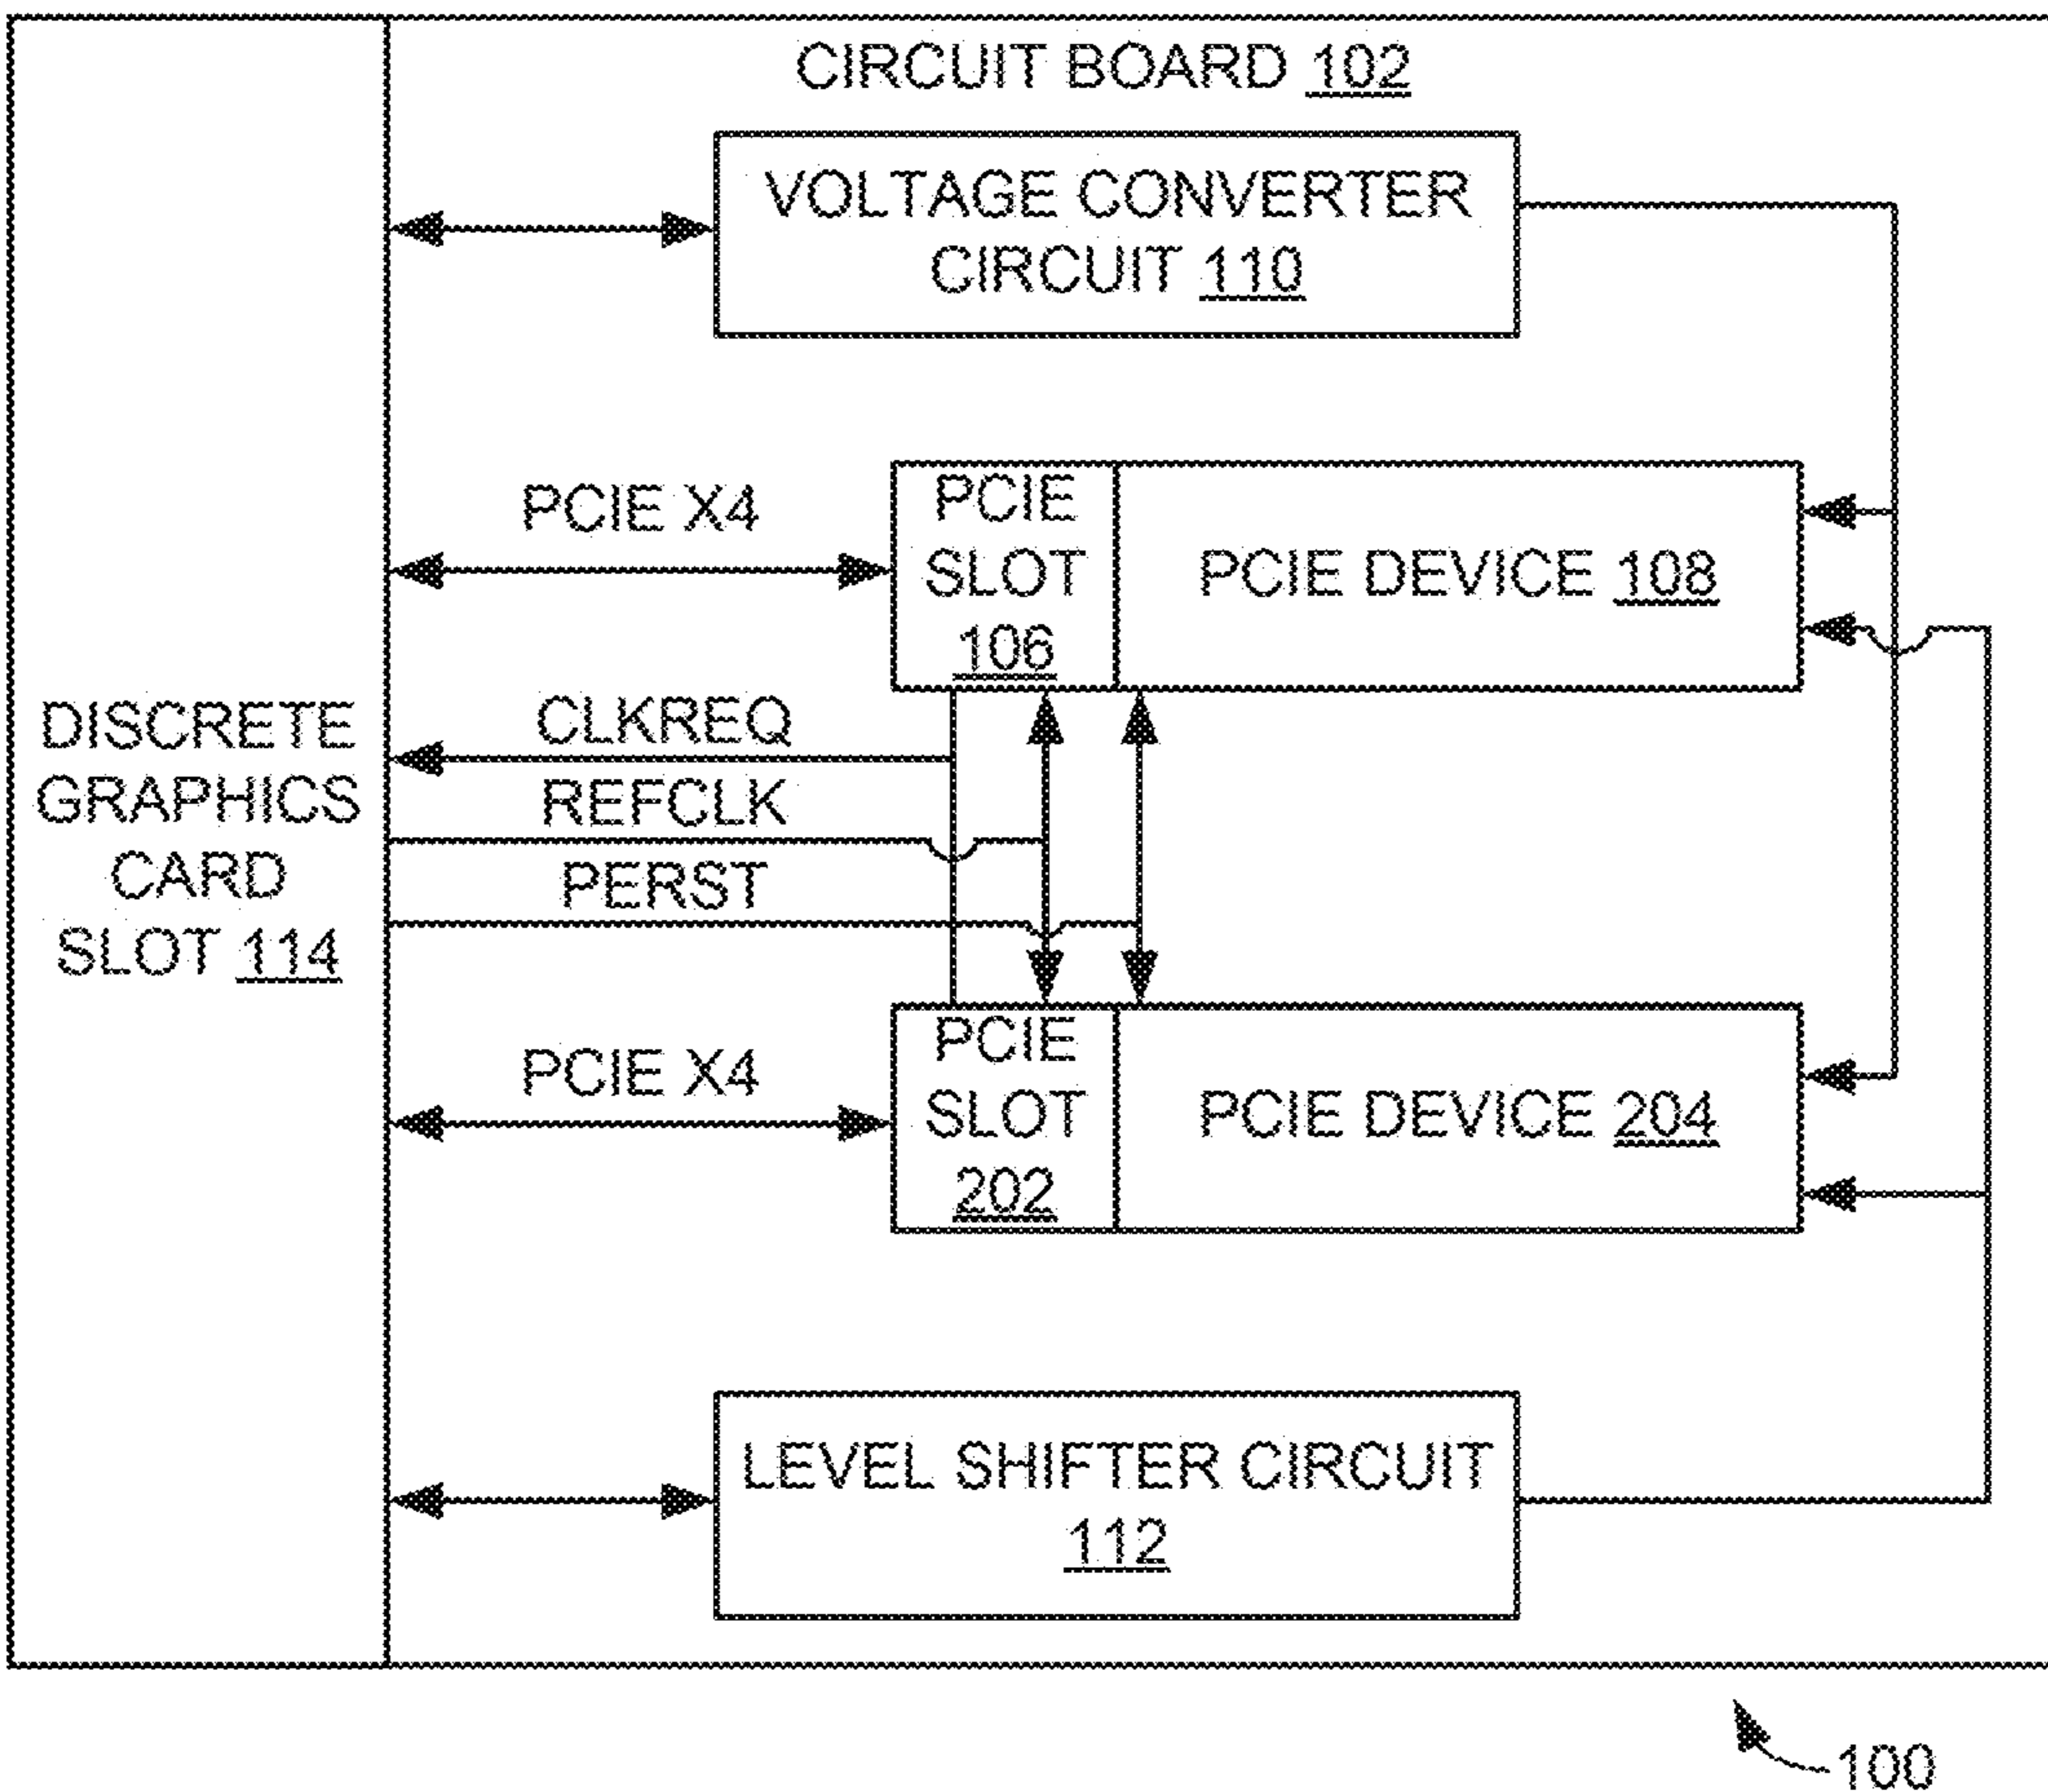 CIRCUIT BOARD 102
VOLTAGE CONVERTER
CIRCUIT 110
PCIE X4
PCIE
SLOT
106
PCIE DEVICE 108
DISCRETE
GRAPHICS
CARD
SLOT 114
CLKREQ
REFCLK
PERST
PCIE X4
PCIE
SLOT
202
PCIE DEVICE 204
LEVEL SHIFTER CIRCUIT
112
100